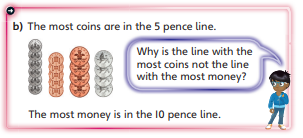 b) The most coins are in the 5 pence line.
Why is the line with the
most coins not the line
with the most money?
The most money is in the 10 pence line.